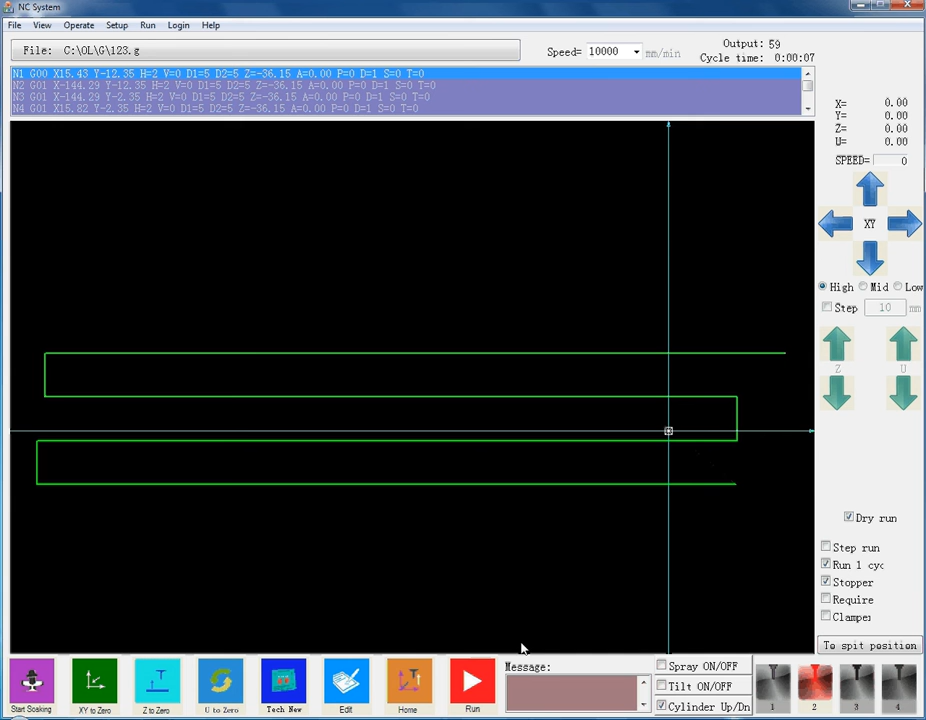 NC System
File View Operate Setup Run Login Help
File: C:\OL\G\123.g
Speed= 10000 mm/min
Output: 59
Cycle time: 0:00:07
N1 G00 X15.43 Y-12.35 H=2 V=0 D1=5 D2=5 Z=-36.15 A=0.00 P=0 D=1 S=0 T=0
N2 G01 X-144.29 Y-12.35 H=2 V=0 D1=5 D2=5 Z=-36.15 A=0.00 P=0 D=1 S=0 T=0
N3 G01 X-144.29 Y-2.35 H=2 V=0 D1=5 D2=5 Z=-36.15 A=0.00 P=0 D=1 S=0 T=0
N4 G01 X15.82 Y-2.35 H=2 V=0 D1=5 D2=5 Z=-36.15 A=0.00 P=0 D=1 S=0 T=0
X= 0.00
Y= 0.00
Z= 0.00
U= 0.00
SPEED= 0
XY
High Mid Low
Step 10 mm
Z U
Dry run
Step run
Run 1 cyc
Stopper
Require
Clamper
To spit position
Start Soaking
XY to Zero
Z to Zero
U to Zero
Tech New
Edit
Home
Run
Message:
Spray ON/OFF
Tilt ON/OFF
Cylinder Up/Dn
1 2 3 4